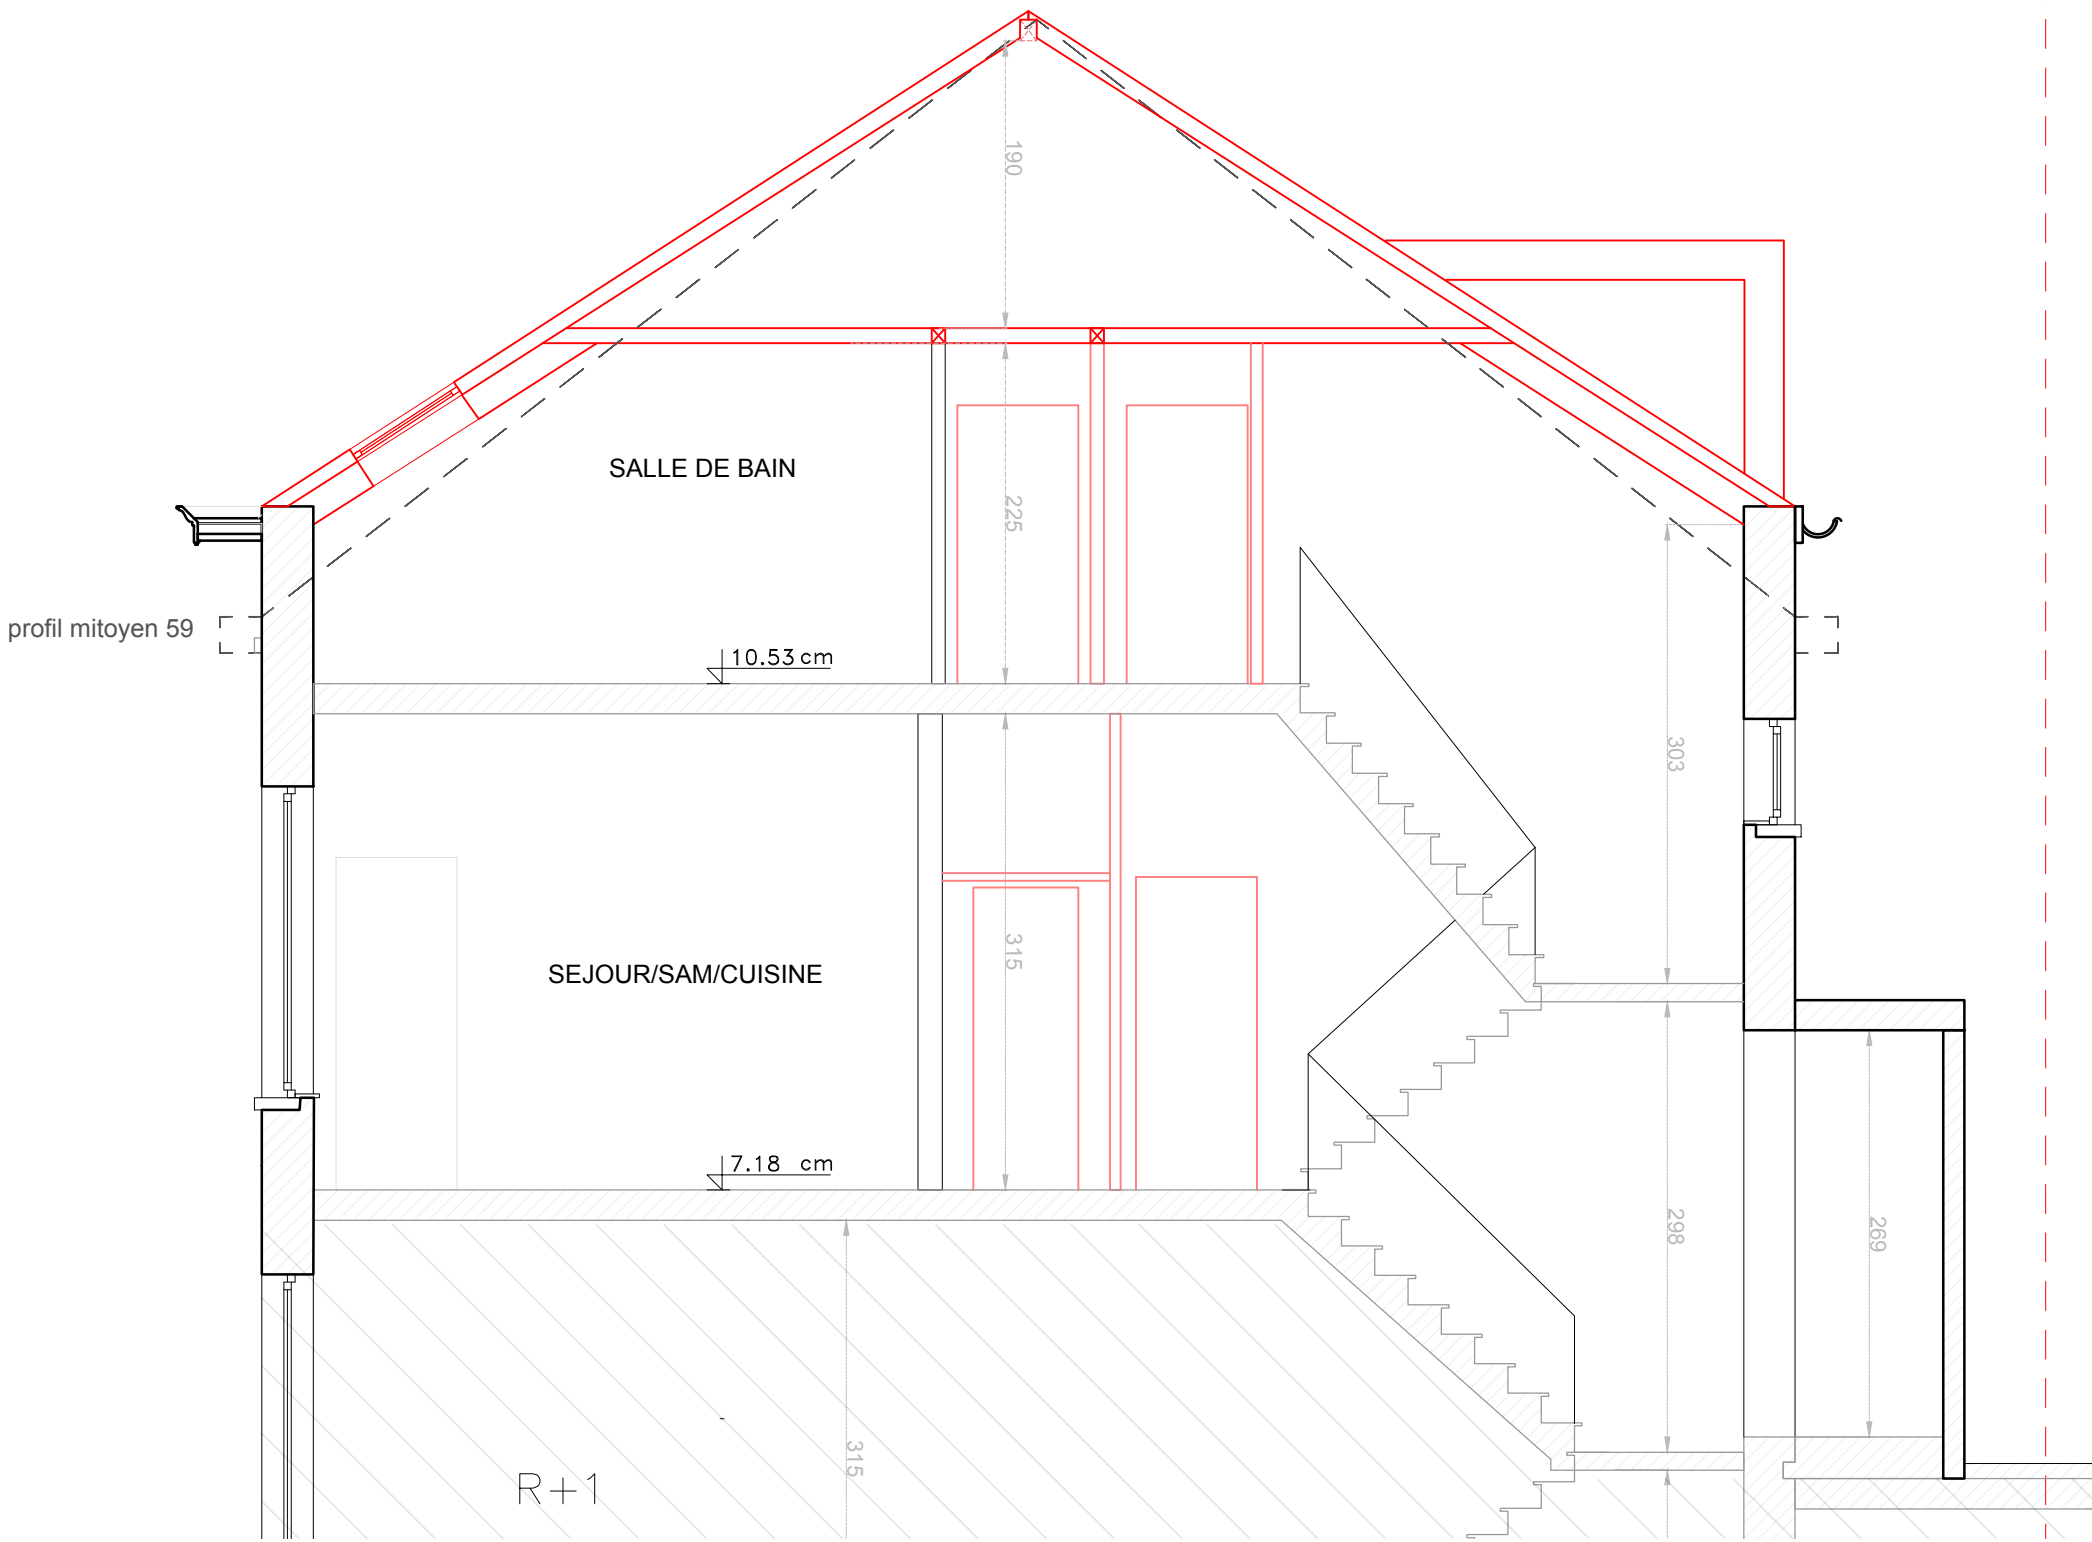 190
SALLE DE BAIN
225
profil mitoyen 59
10.53 cm
303
315
SEJOUR/SAM/CUISINE
7.18 cm
298
269
315
R+1